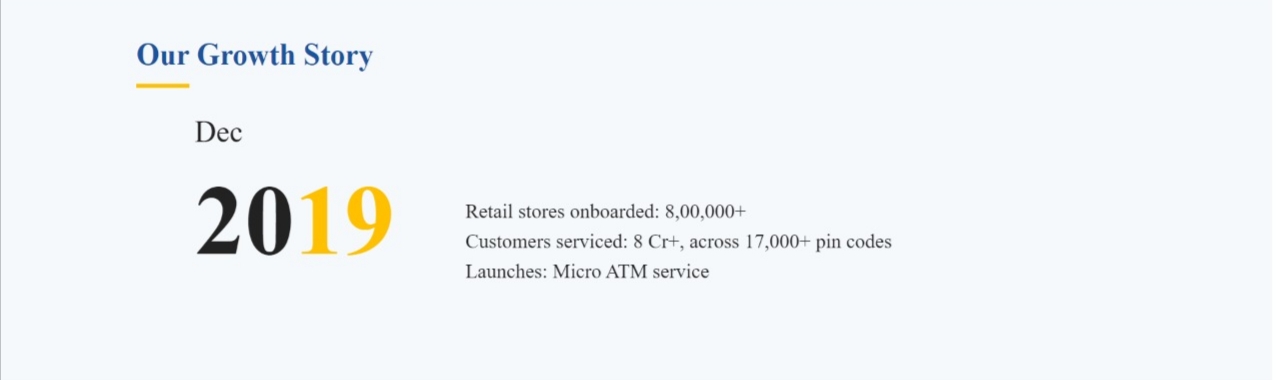 Our Growth Story
Dec
2019
Retail stores onboarded: 8,00,000+
Customers serviced: 8 Cr+, across 17,000+ pin codes
Launches: Micro ATM service